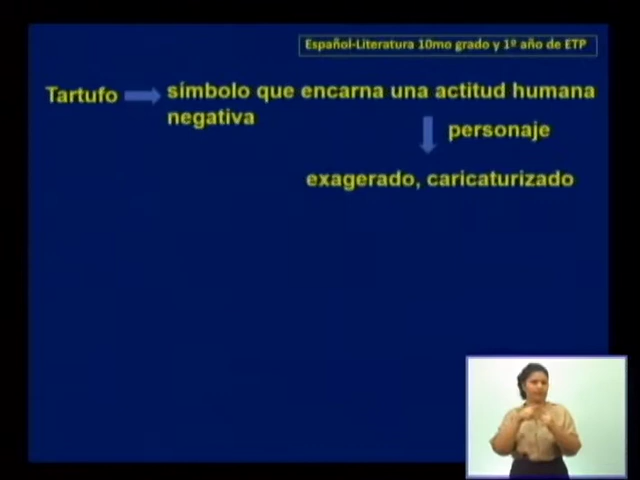 Español-Literatura 10mo grado y 1º año de ETP
Tartufo símbolo que encarna una actitud humana
negativa
personaje
exagerado, caricaturizado